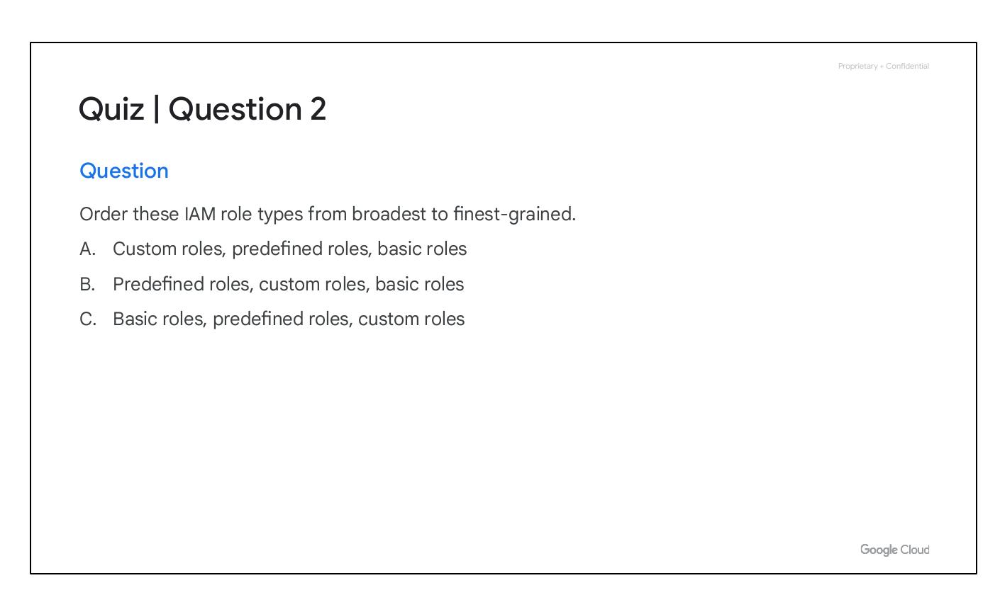 Proprietary + Confidential
Quiz | Question 2
Question
Order these IAM role types from broadest to finest-grained.
A. Custom roles, predefined roles, basic roles
B. Predefined roles, custom roles, basic roles
C. Basic roles, predefined roles, custom roles
Google Cloud